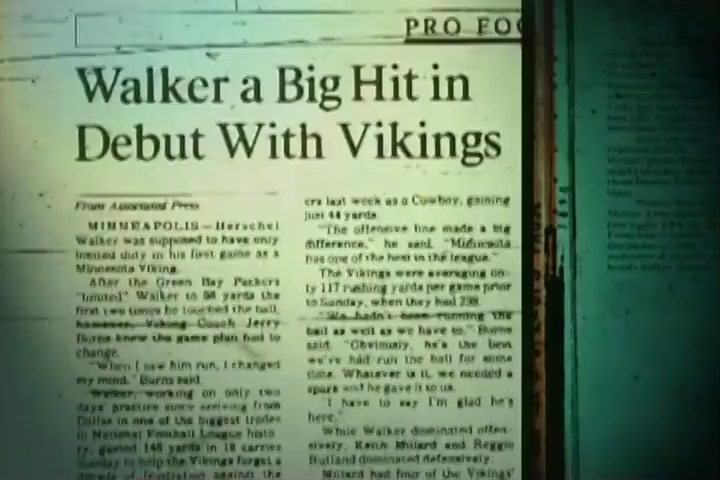 PRO FOO
Walker a Big Hit in
Debut With Vikings
From Associated Press
MINNEAPOLIS—Herschel
Walker was supposed to have only
limited duty in his first game as a
Minnesota Viking.
After the Green Bay Packers
"limited" Walker to 98 yards the
first two times he touched the ball,
however, Viking Coach Jerry
Burns knew the game plan had to
change.
"When I saw him run, I changed
my mind," Burns said.
Walker, working on only two
days' practice since arriving from
Dallas in one of the biggest trades
in National Football League histo-
ry, gained 148 yards in 18 carries
Sunday to help the Vikings forget a
decade of frustration against the
ers last week as a Cowboy, gaining
just 44 yards.
"The offensive line made a big
difference," he said. "Minnesota
has one of the best in the league."
The Vikings were averaging on-
ly 117 rushing yards per game prior
to Sunday, when they had
"We hadn't been running the
ball as well as we have to," Burns
said. "Obviously, he's the best
we've had run the ball for some
time. Whatever is it, we needed a
spark and he gave it to us.
"I have to say I'm glad he's
here."
While Walker dominated offen-
sively, Keith Millard and Reggie
Rutland dominated defensively.
Millard had four of the Vikings'